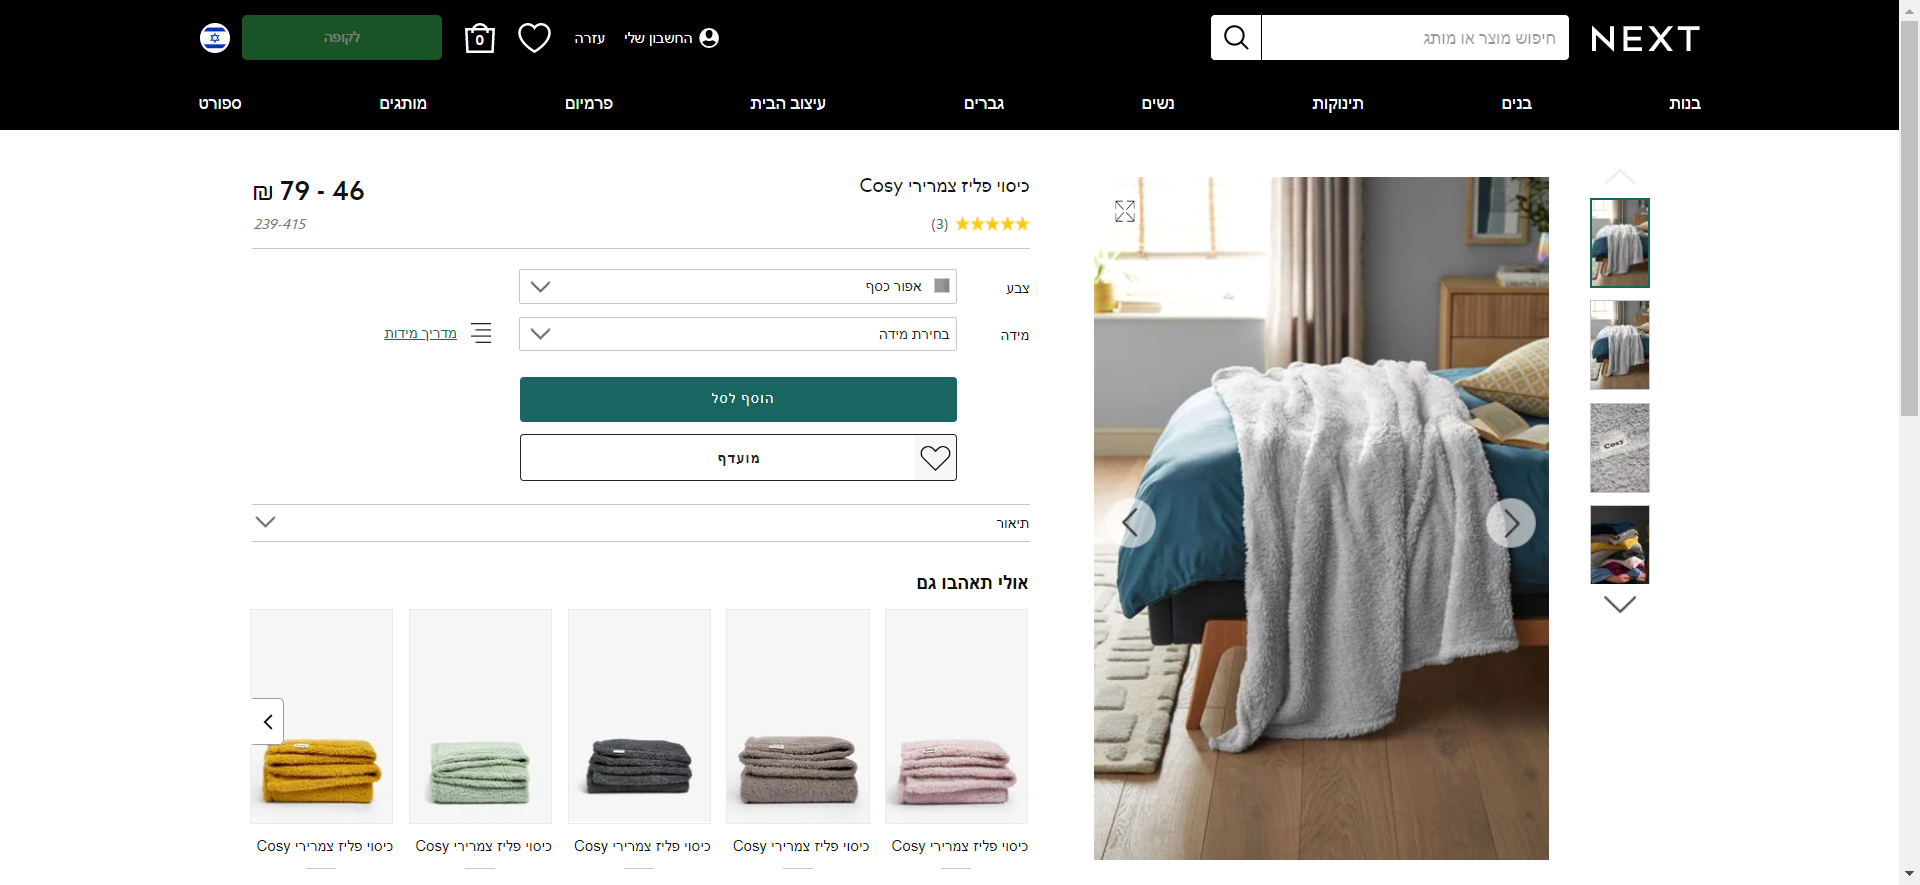 NEXT
חיפוש מוצר או מותג
החשבון שלי
עזרה
0
לקופה
בנות
בנים
תינוקות
נשים
גברים
עיצוב הבית
פרמיום
מותגים
ספורט
כיסוי פליז צמרירי Cosy
46 - 79 ₪
(3)
239-415
צבע
אפור כסף
מידה
בחירת מידה
מדריך מידות
הוסף לסל
מועדף
תיאור
אולי תאהבו גם
כיסוי פליז צמרירי Cosy
כיסוי פליז צמרירי Cosy
כיסוי פליז צמרירי Cosy
כיסוי פליז צמרירי Cosy
כיסוי פליז צמרירי Cosy
Cosy